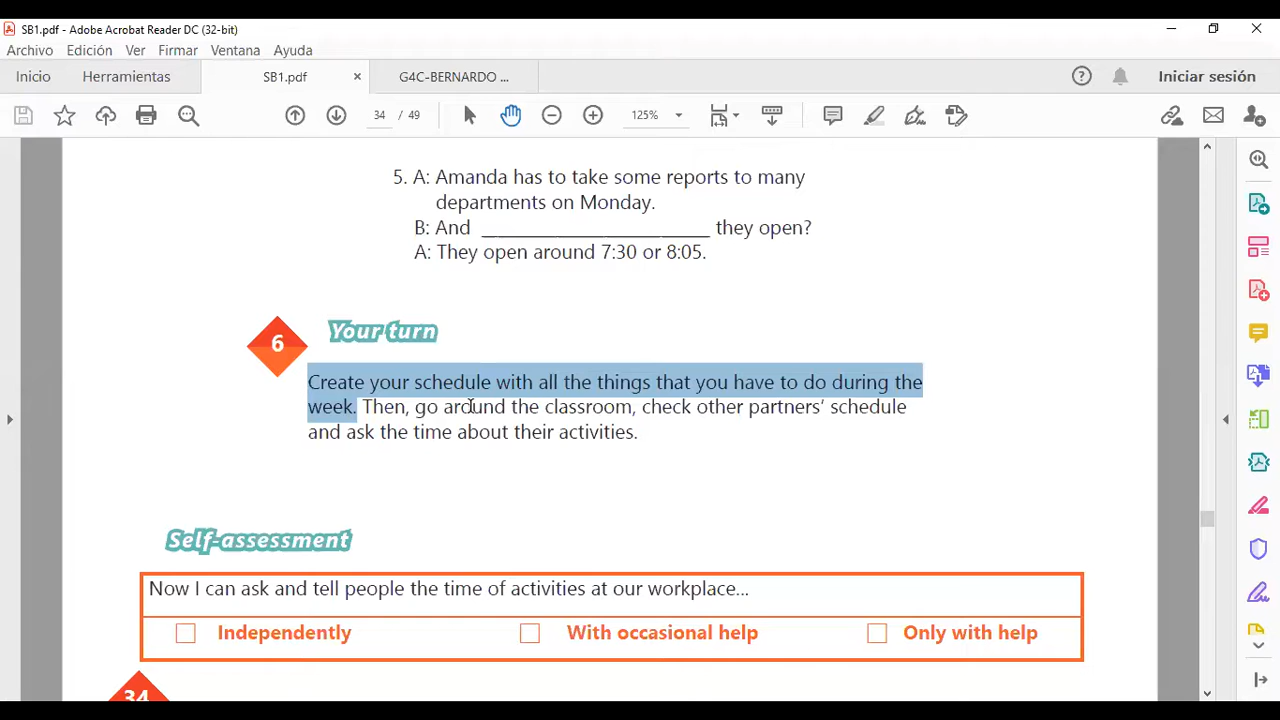 SB1.pdf - Adobe Acrobat Reader DC (32-bit)
Archivo Edición Ver Firmar Ventana Ayuda
Inicio Herramientas SB1.pdf × G4C-BERNARDO ... Iniciar sesión
34 / 49 125%
5. A: Amanda has to take some reports to many
departments on Monday.
B: And ____________________ they open?
A: They open around 7:30 or 8:05.
6 Your turn
Create your schedule with all the things that you have to do during the
week. Then, go around the classroom, check other partners’ schedule
and ask the time about their activities.
Self-assessment
Now I can ask and tell people the time of activities at our workplace...
Independently With occasional help Only with help
34